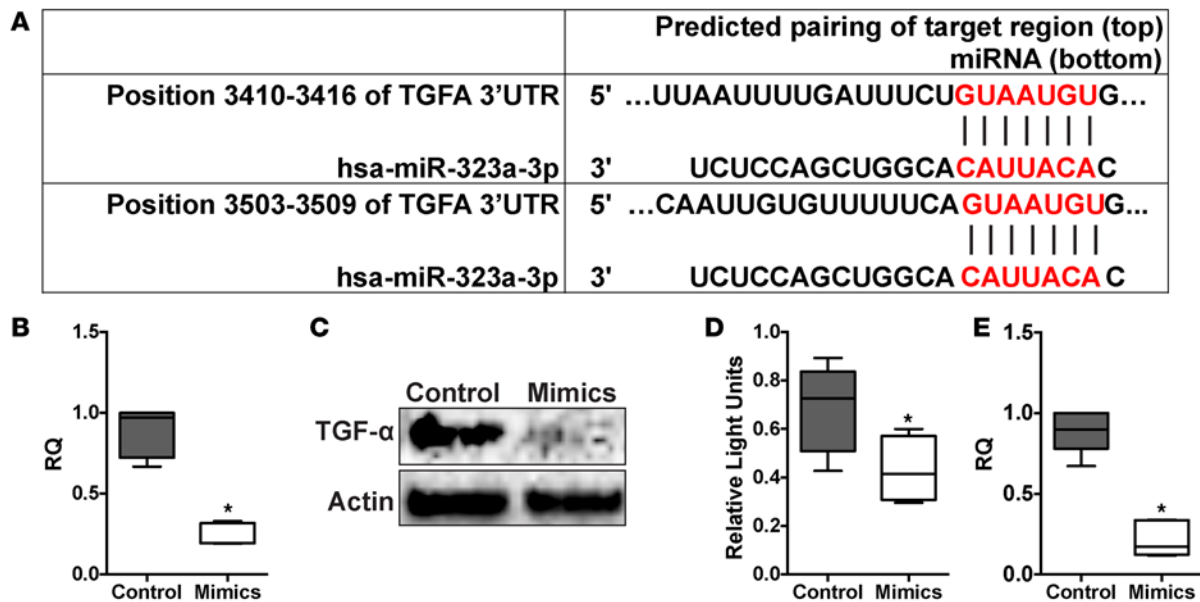 A
Predicted pairing of target region (top)
miRNA (bottom)
Position 3410-3416 of TGFA 3'UTR 5' ...UUAAUUUUGAUUUCUGUAAUGUG...
hsa-miR-323a-3p 3' UCUCCAGCUGGCACAUUACAC
Position 3503-3509 of TGFA 3'UTR 5' ...CAAUUGUGUUUUUCAGUAAUGUG...
hsa-miR-323a-3p 3' UCUCCAGCUGGCA CAUUACA C
B
1.5
1.0
0.5
0.0
RQ
*
Control Mimics
C
Control Mimics
TGF-α
Actin
D
1.0
0.8
0.6
0.4
0.2
0.0
Relative Light Units
*
Control Mimics
E
1.5
1.0
0.5
0.0
RQ
*
Control Mimics